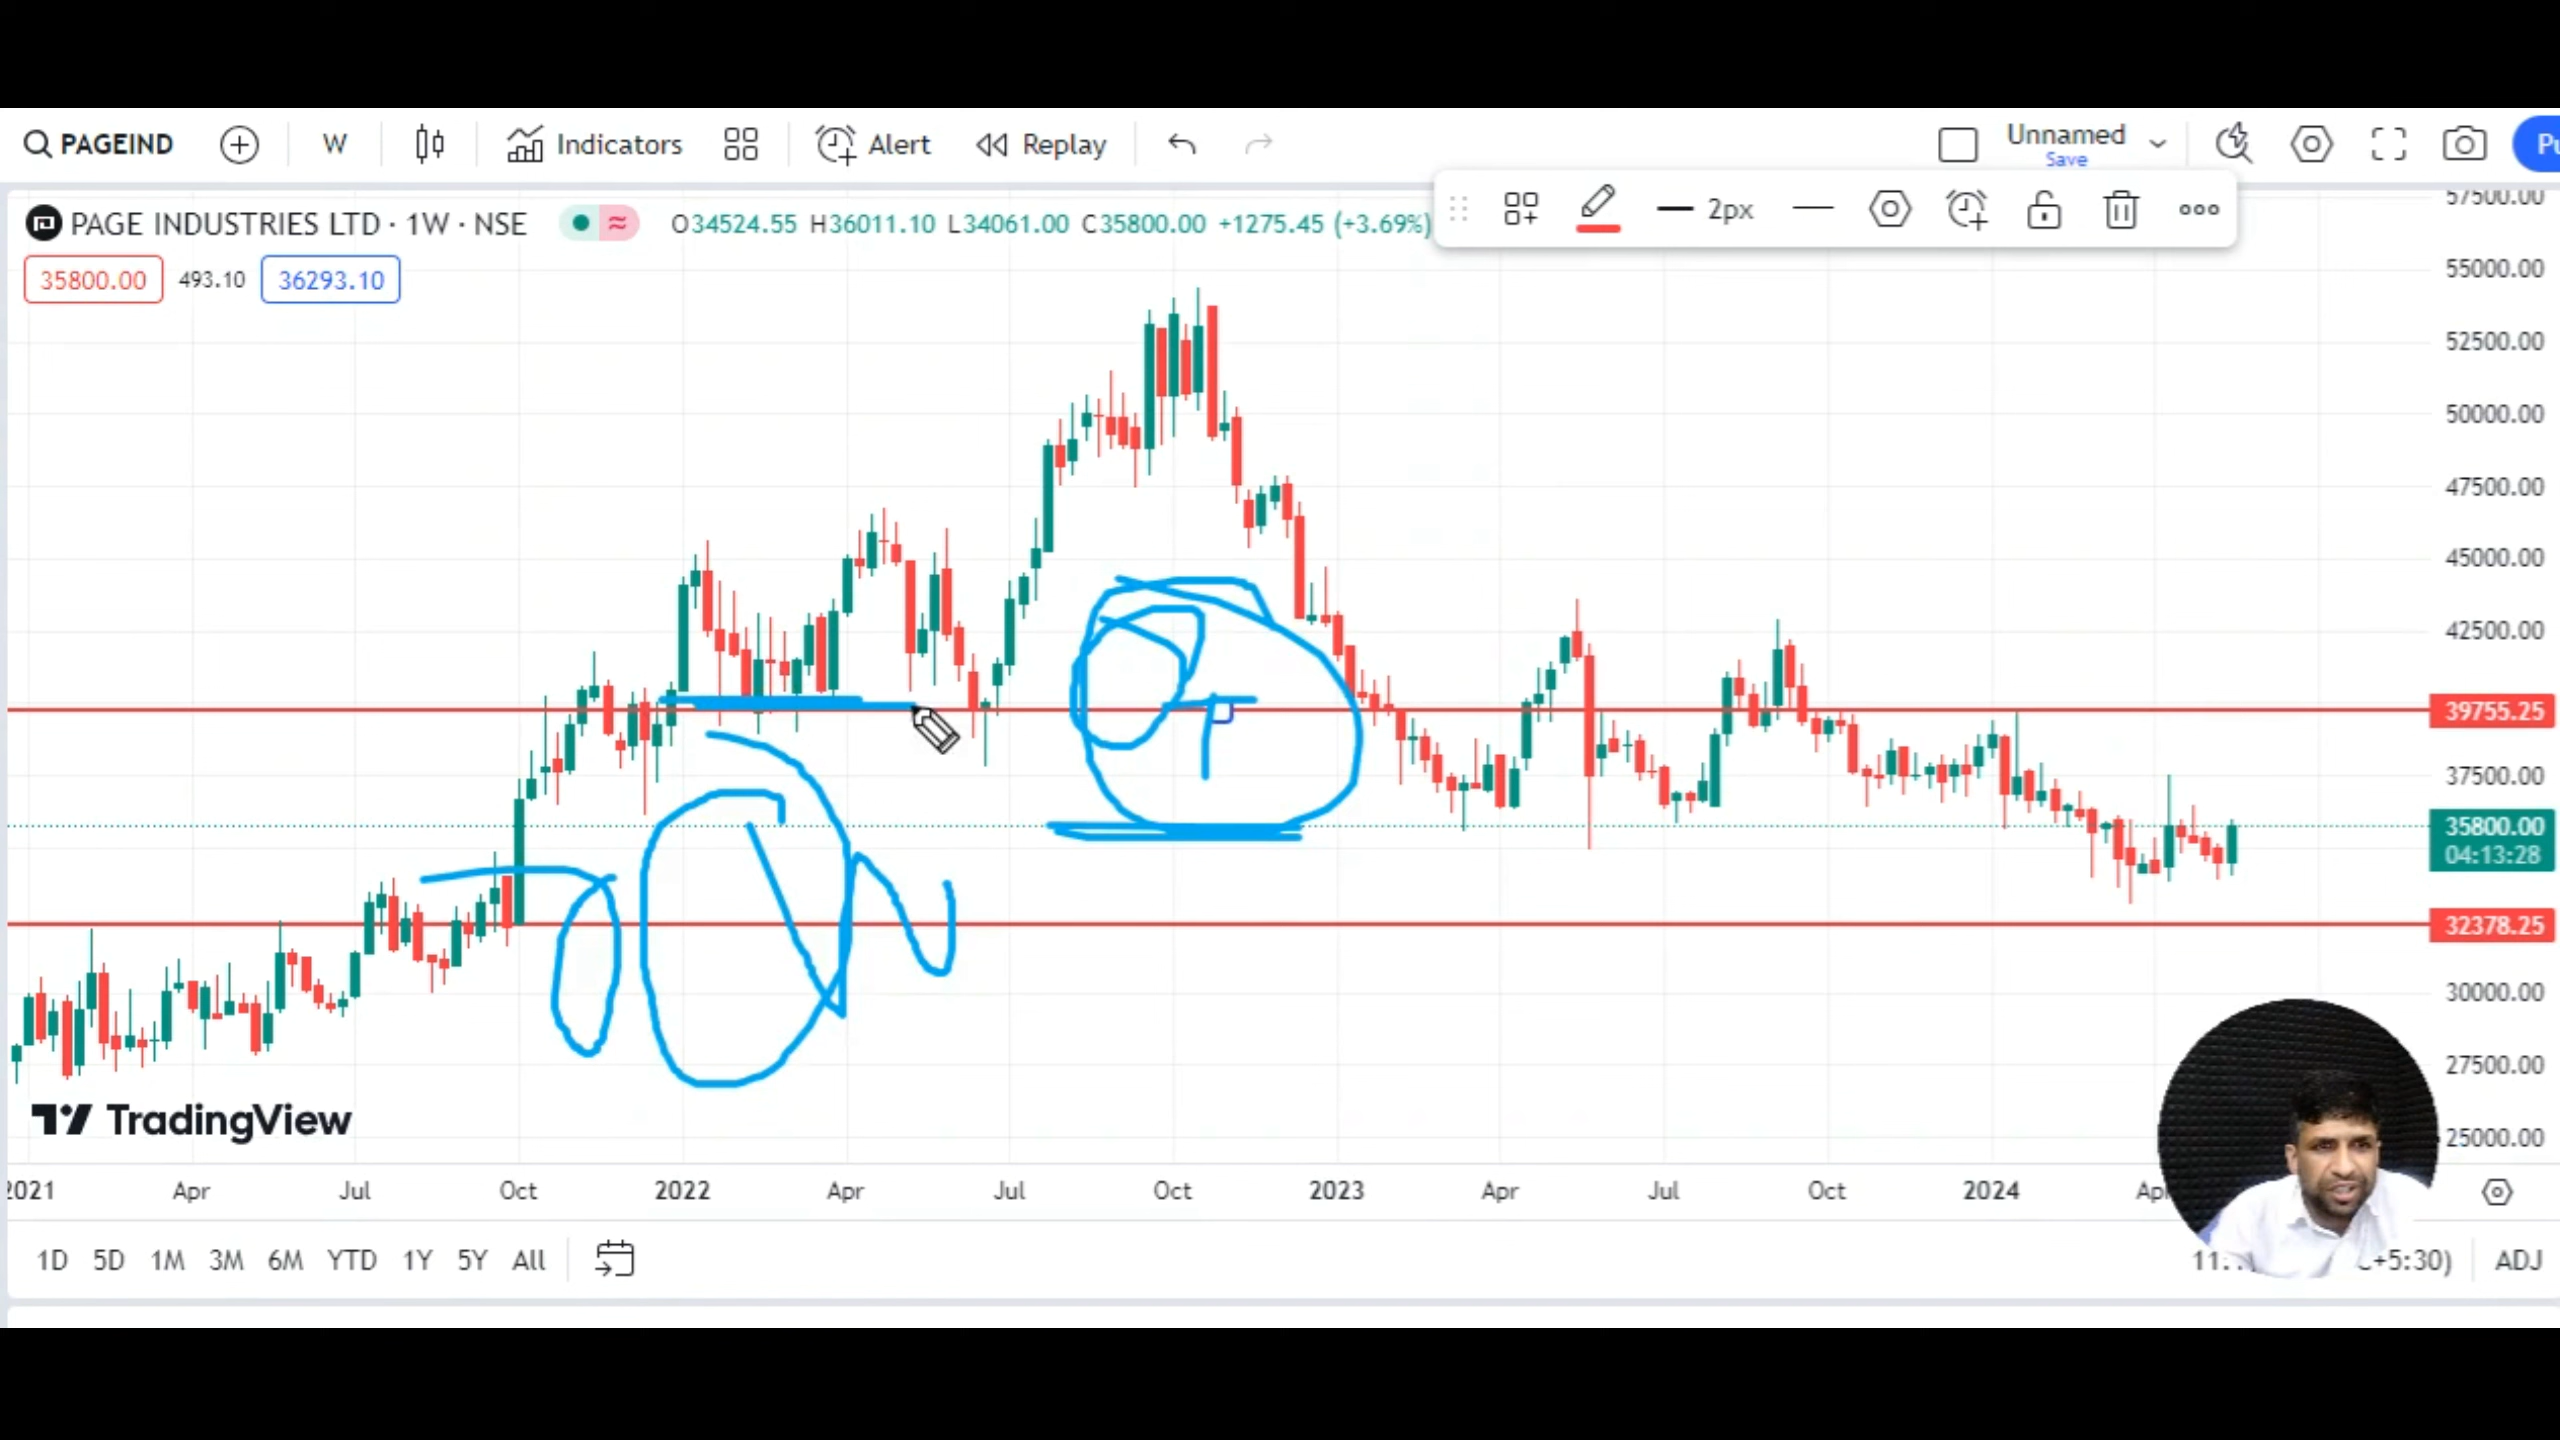 PAGEIND W Indicators Alert Replay Unnamed
Save
PAGE INDUSTRIES LTD · 1W · NSE O34524.55 H36011.10 L34061.00 C35800.00 +1275.45 (+3.69%) 2px
35800.00 493.10 36293.10
57500.00
55000.00
52500.00
50000.00
47500.00
45000.00
42500.00
39755.25
37500.00
35800.00
04:13:28
32378.25
30000.00
27500.00
25000.00
TradingView
2021 Apr Jul Oct 2022 Apr Jul Oct 2023 Apr Jul Oct 2024
1D 5D 1M 3M 6M YTD 1Y 5Y All +5:30) ADJ